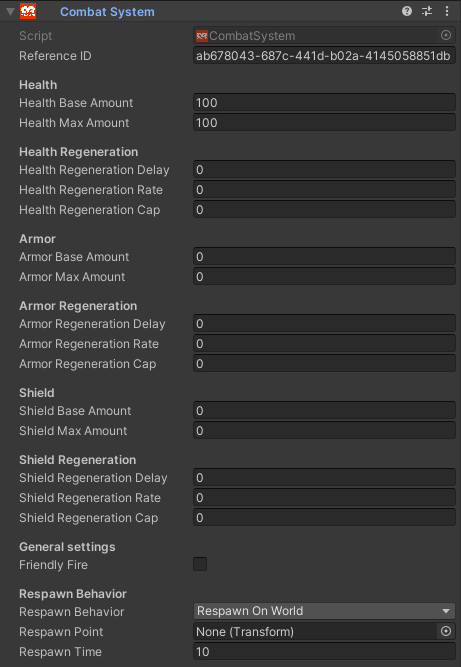 Combat System
Script CombatSystem
Reference ID ab678043-687c-441d-b02a-4145058851db
Health
Health Base Amount 100
Health Max Amount 100
Health Regeneration
Health Regeneration Delay 0
Health Regeneration Rate 0
Health Regeneration Cap 0
Armor
Armor Base Amount 0
Armor Max Amount 0
Armor Regeneration
Armor Regeneration Delay 0
Armor Regeneration Rate 0
Armor Regeneration Cap 0
Shield
Shield Base Amount 0
Shield Max Amount 0
Shield Regeneration
Shield Regeneration Delay 0
Shield Regeneration Rate 0
Shield Regeneration Cap 0
General settings
Friendly Fire
Respawn Behavior
Respawn Behavior Respawn On World
Respawn Point None (Transform)
Respawn Time 10